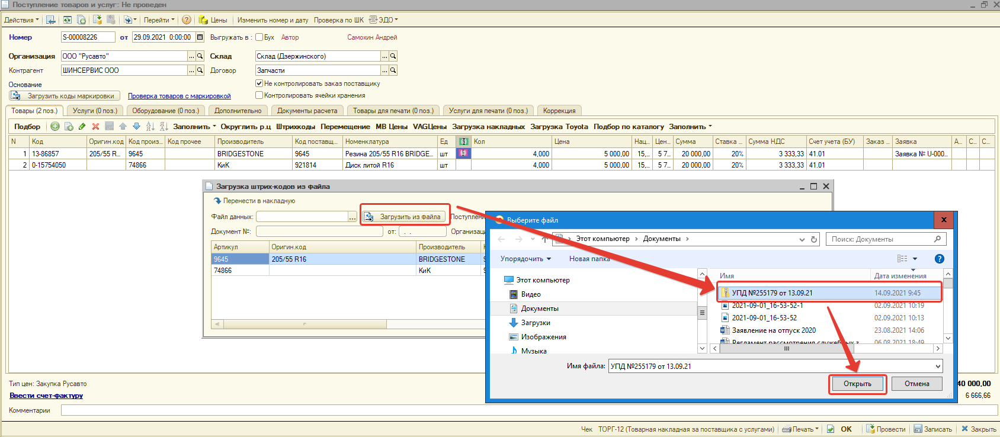 Поступление товаров и услуг: Не проведен
Действия Перейти Цены Изменить номер и дату Проверка по ШК ЭДО
Номер S-00008226 от 29.09.2021 0:00:00 Выгружать в : Бух Автор Самохин Андрей
Организация ООО "Русавто" ... Склад Склад (Дзержинского) ...
Контрагент ШИНСЕРВИС ООО ... Договор Запчасти ...
Основание Не контролировать заказ поставщику
Загрузить коды маркировки Проверка товаров с маркировкой Контролировать ячейки хранения
Товары (2 поз.) Услуги (0 поз.) Оборудование (0 поз.) Дополнительно Документы расчета Товары для печати (0 поз.) Услуги для печати (0 поз.) Коррекция
Подбор Заполнить Округлить р.ц Штрихкоды Перемещение MB Цены VAGЦены Загрузка накладных Загрузка Toyota Подбор по каталогу Заполнить
N Код Оригин.код Код произ... Код прочее Производитель Код поставщ... Номенклатура Ед Кол Цена Нац... Цен... Сумма Ставка ... Сумма НДС Счет учета (БУ) Заказ ... Заявка А... С... С...
1 13-86857 205/55 R... 9645 BRIDGESTONE 9645 Резина 205/55 R16 BRIDGE... шт 4,000 5 000,00 15,... 5 7... 20 000,00 20% 3 333,33 41.01 Заявка № U-000...
2 0-15754050 74866 КиК 921814 Диск литой R16 шт 4,000 5 000,00 15,... 5 7... 20 000,00 20% 3 333,33 41.01
Загрузка штрих-кодов из файла
Перенести в накладную
Файл данных: ... Загрузить из файла Поступлени
Документ №: от: . . Организаци
Артикул Оригин.код Производитель
9645 205/55 R16 BRIDGESTONE 9
74866 КиК 9
Выберите файл
Этот компьютер Документы Поиск: Документы
Упорядочить Новая папка
Этот компьютер
Видео
Документы
Загрузки
Изображения
Музыка
Имя Дата изменения
УПД №255179 от 13.09.21 14.09.2021 9:45
2021-09-01_16-53-52-1 02.09.2021 10:19
2021-09-01_16-53-52 02.09.2021 10:13
Заявление на отпуск 2020 23.08.2021 14:06
Регламент рассмотрения служебных з 06.08.2021 18:49
Имя файла: УПД №255179 от 13.09.21
Открыть Отмена
Тип цен: Закупка Русавто 40 000,00
Ввести счет-фактуру 6 666,66
Комментарии
Чек ТОРГ-12 (Товарная накладная за поставщика с услугами) Печать OK Провести Записать Закрыть